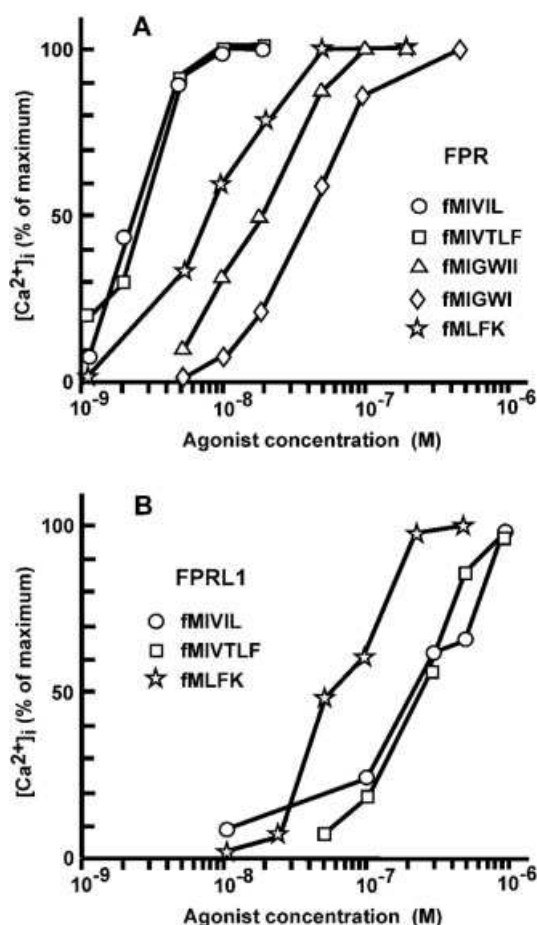 A
100
50
0
[Ca2+]i (% of maximum)
FPR
fMIVIL
fMIVTLF
fMIGWII
fMIGWI
fMLFK
10-9
10-8
10-7
10-6
Agonist concentration (M)
B
100
50
0
[Ca2+]i (% of maximum)
FPRL1
fMIVIL
fMIVTLF
fMLFK
10-9
10-8
10-7
10-6
Agonist concentration (M)